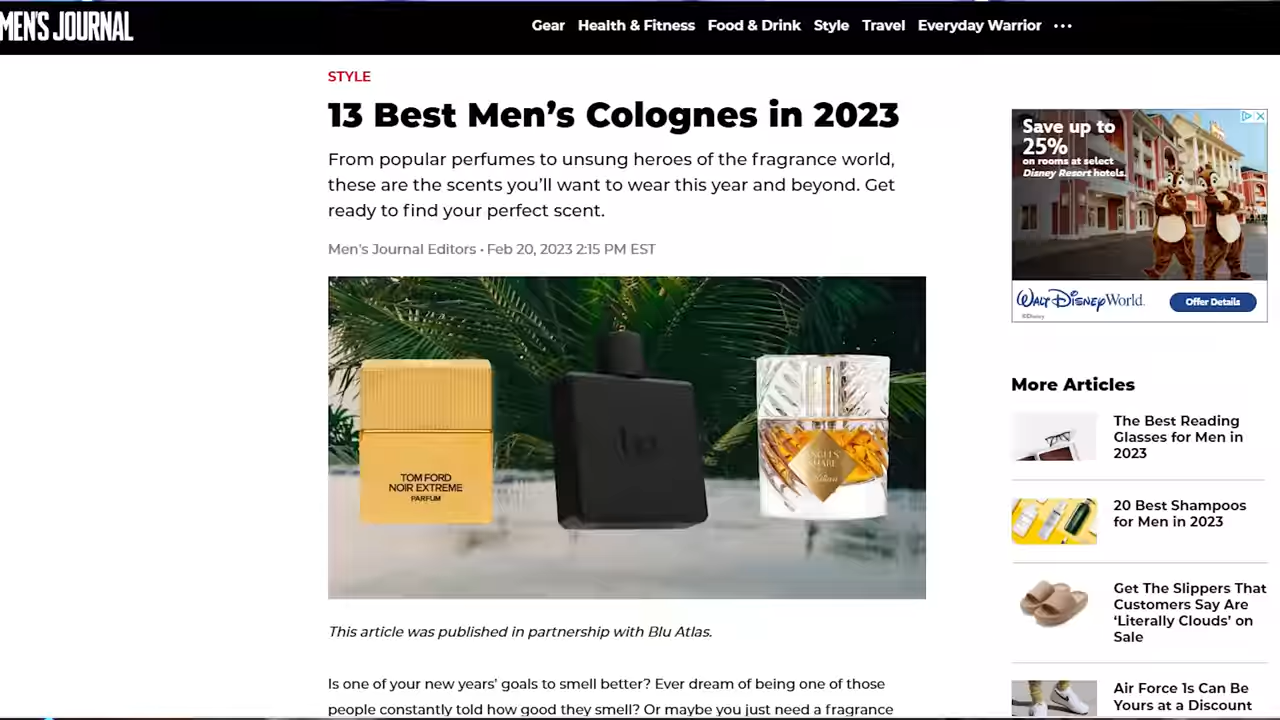 MEN'S JOURNAL
Gear Health & Fitness Food & Drink Style Travel Everyday Warrior •••
STYLE
13 Best Men's Colognes in 2023
From popular perfumes to unsung heroes of the fragrance world,
these are the scents you'll want to wear this year and beyond. Get
ready to find your perfect scent.
Men's Journal Editors • Feb 20, 2023 2:15 PM EST
TOM FORD
NOIR EXTREME
PARFUM
ANGELS'
SHARE
Kilian
This article was published in partnership with Blu Atlas.
Is one of your new years' goals to smell better? Ever dream of being one of those
people constantly told how good they smell? Or maybe you just need a fragrance
Save up to
25%
on rooms at select
Disney Resort hotels.
Walt Disney World.
Offer Details
©Disney
More Articles
The Best Reading
Glasses for Men in
2023
20 Best Shampoos
for Men in 2023
Get The Slippers That
Customers Say Are
‘Literally Clouds’ on
Sale
Air Force 1s Can Be
Yours at a Discount